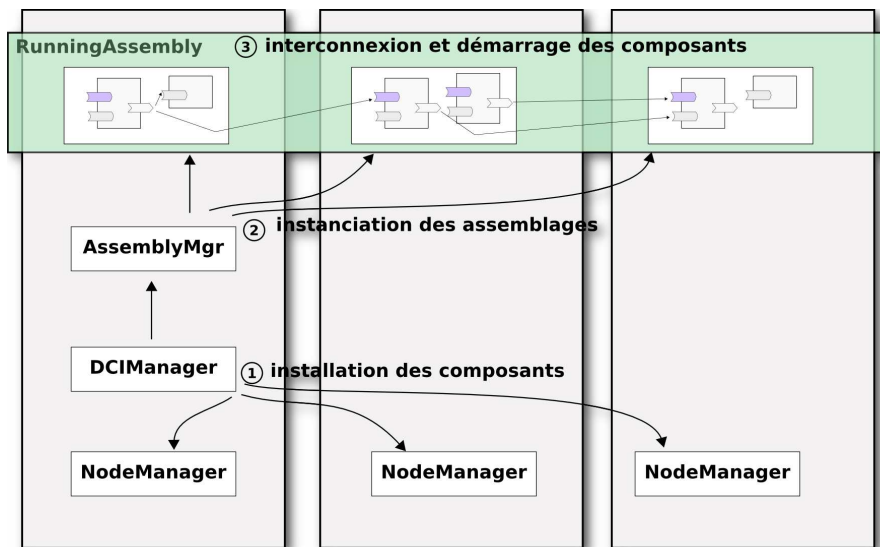 RunningAssembly ③ interconnexion et démarrage des composants
② instanciation des assemblages
AssemblyMgr
DCIManager
① installation des composants
NodeManager NodeManager NodeManager